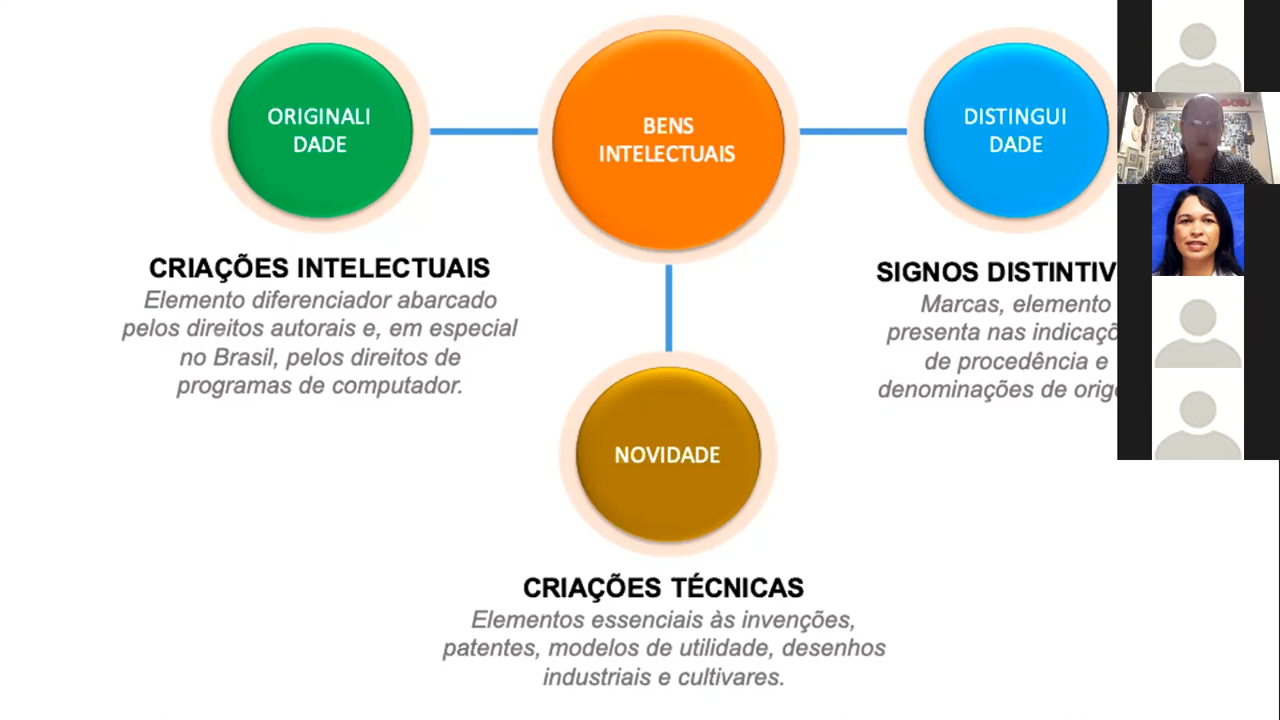 ORIGINALI
DADE
BENS
INTELECTUAIS
DISTINGUI
DADE
CRIAÇÕES INTELECTUAIS
Elemento diferenciador abarcado
pelos direitos autorais e, em especial
no Brasil, pelos direitos de
programas de computador.
SIGNOS DISTINTIV
Marcas, elemento
presenta nas indicaçõ
de procedência e
denominações de orig
NOVIDADE
CRIAÇÕES TÉCNICAS
Elementos essenciais às invenções,
patentes, modelos de utilidade, desenhos
industriais e cultivares.